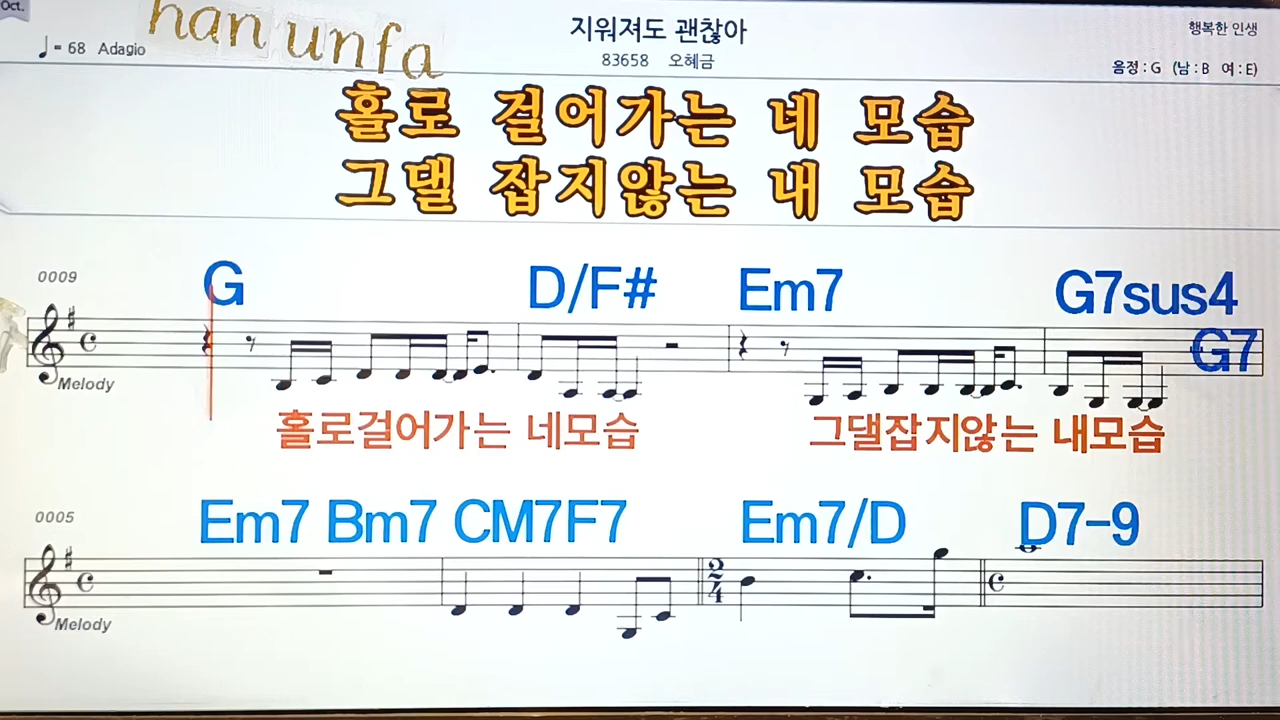 Oct.
han unfa
지워져도 괜찮아
행복한 인생
= 68 Adagio
83658 오혜금
음정 : G (남 : B 여 : E)
홀로 걸어가는 네 모습
그댈 잡지않는 내 모습
0009
G D/F# Em7 G7sus4 G7
Melody
홀로걸어가는 네모습 그댈잡지않는 내모습
0005
Em7 Bm7 CM7F7 Em7/D D7-9
2
4
Melody